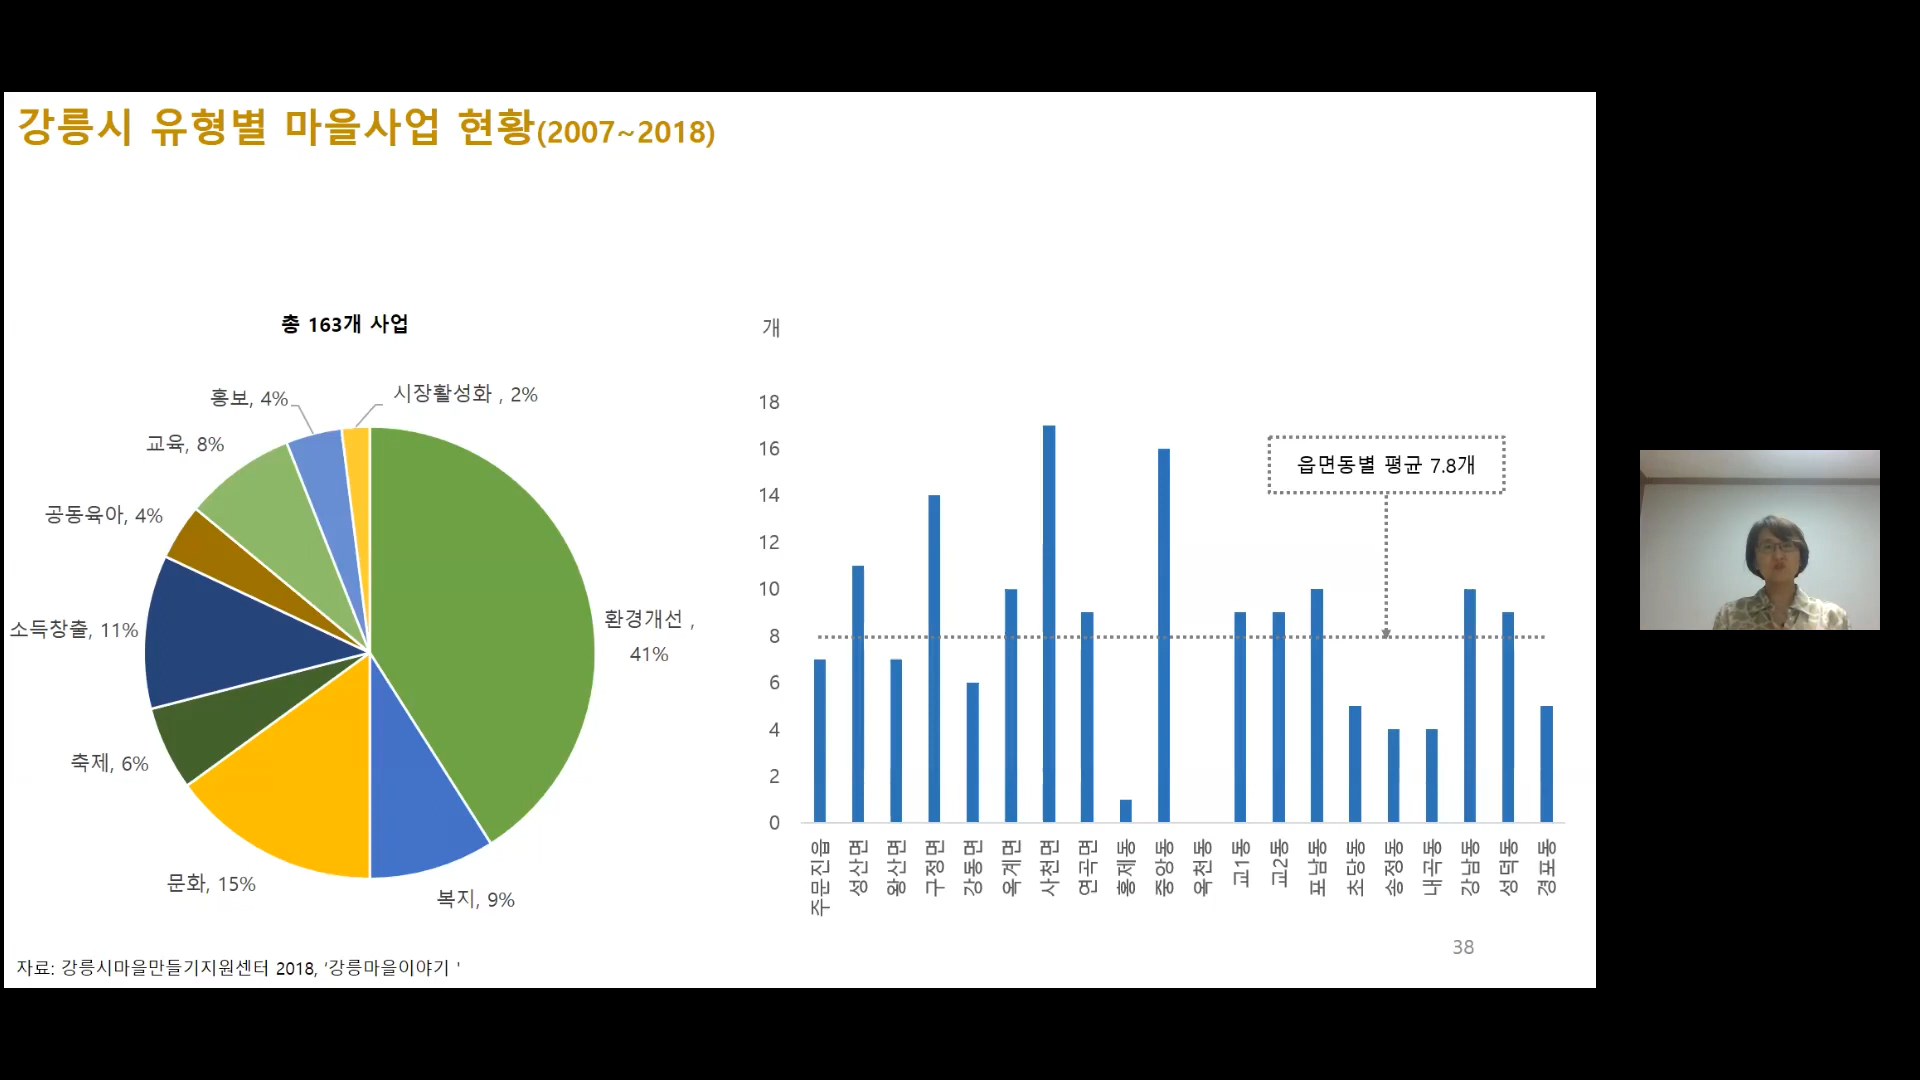 강릉시 유형별 마을사업 현황(2007~2018)
총 163개 사업
홍보, 4%
시장활성화 , 2%
교육, 8%
공동육아, 4%
소득창출, 11%
환경개선 ,
41%
축제, 6%
문화, 15%
복지, 9%
개
18
16
14
12
10
8
6
4
2
0
읍면동별 평균 7.8개
주문진읍
성산면
왕산면
구정면
강동면
옥계면
사천면
연곡면
홍제동
중앙동
옥천동
교1동
교2동
포남동
초당동
송정동
내곡동
강남동
성덕동
경포동
38
자료: 강릉시마을만들기지원센터 2018, ‘강릉마을이야기 '